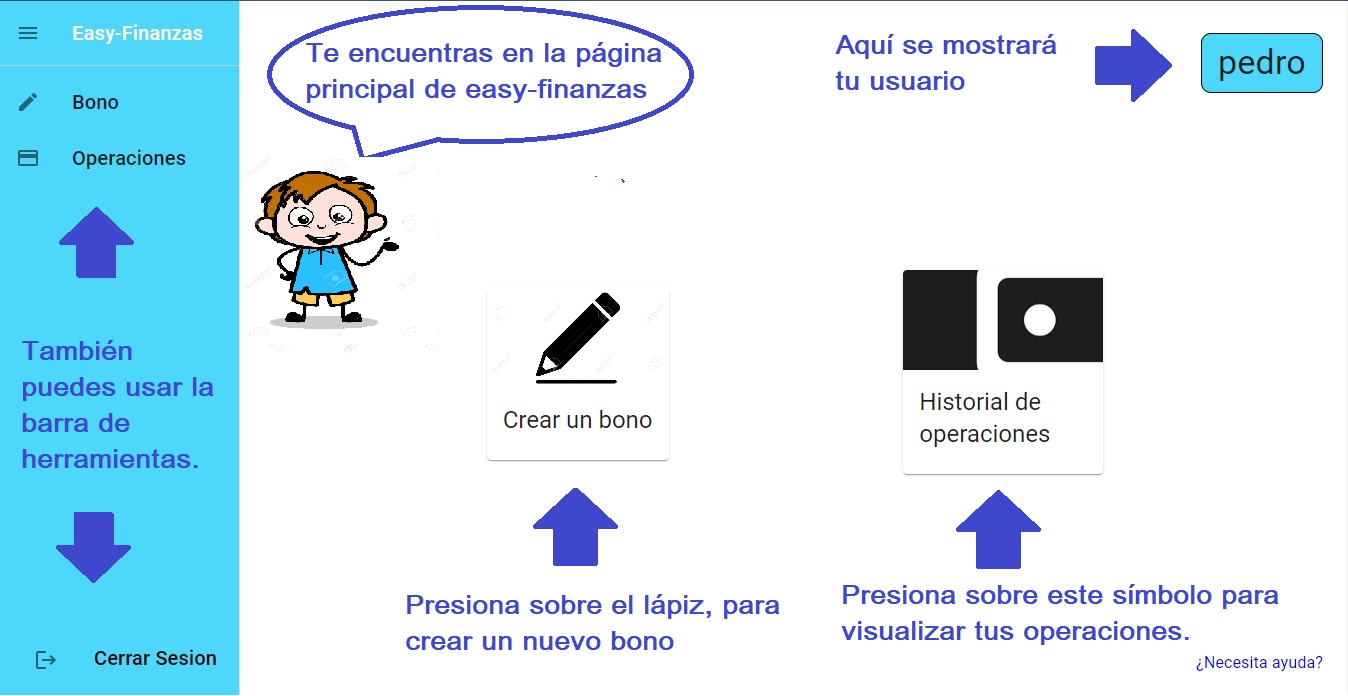 Easy-Finanzas
Bono
Operaciones
También
puedes usar la
barra de
herramientas.
Cerrar Sesion
Te encuentras en la página
principal de easy-finanzas
Aquí se mostrará
tu usuario
pedro
Crear un bono
Historial de
operaciones
Presiona sobre el lápiz, para
crear un nuevo bono
Presiona sobre este símbolo para
visualizar tus operaciones.
¿Necesita ayuda?